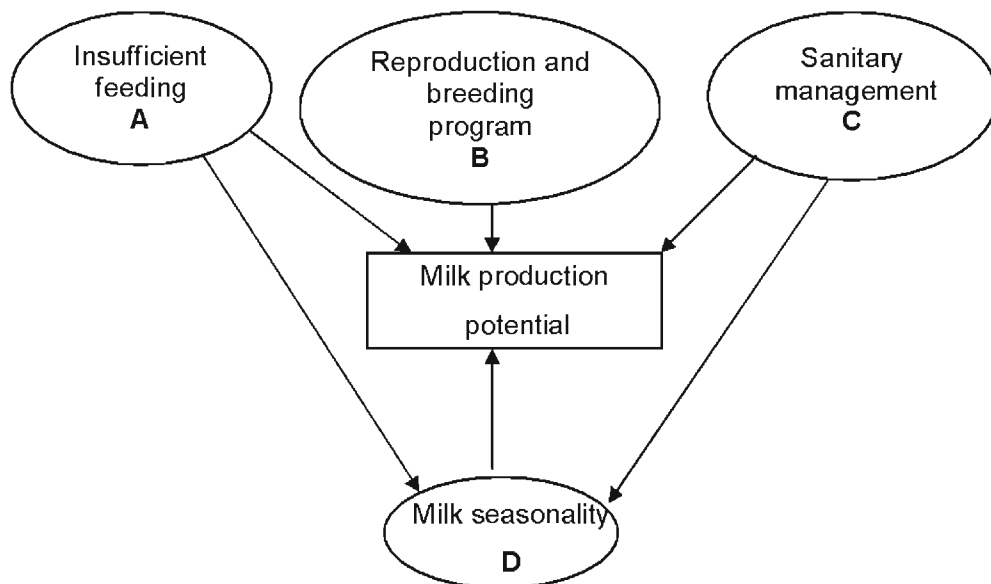 Insufficient
feeding
A
Reproduction and
breeding
program
B
Sanitary
management
C
Milk production
potential
Milk seasonality
D